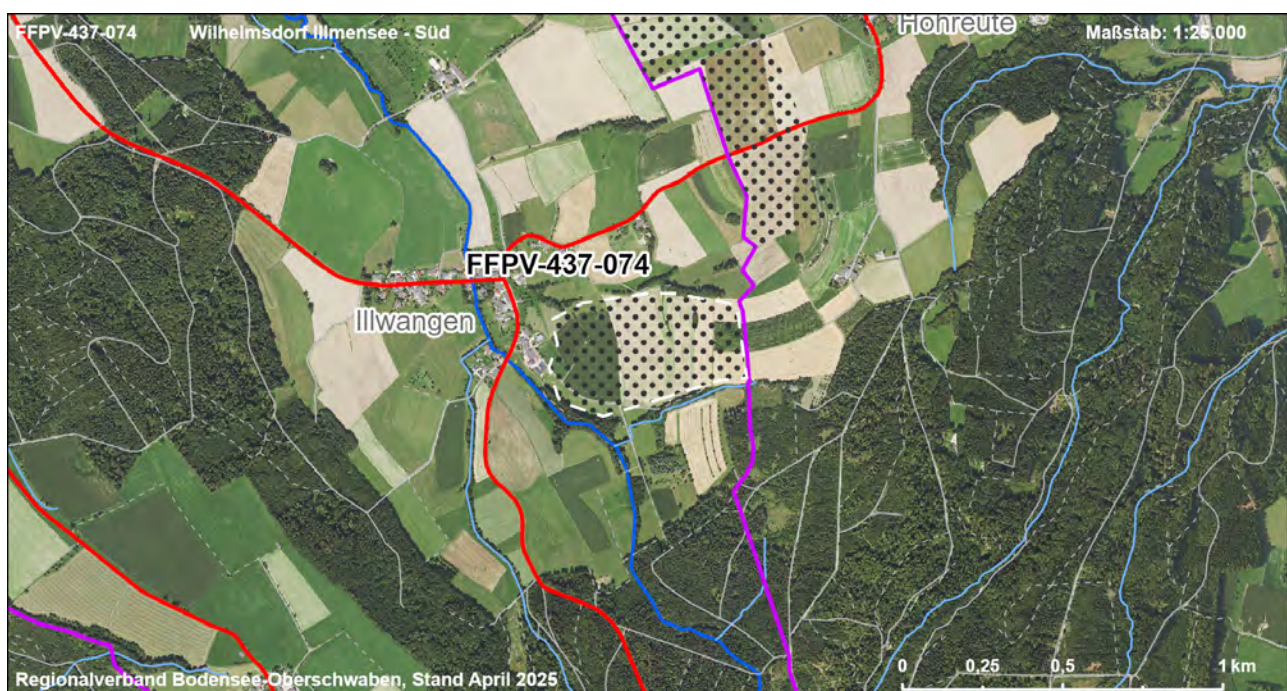 FFPV-437-074 Wilhelmsdorf Illmensee - Süd Maßstab: 1:25.000
Höhreute
FFPV-437-074
Illwangen
0 0,25 0,5 1 km
Regionalverband Bodensee-Oberschwaben, Stand April 2025